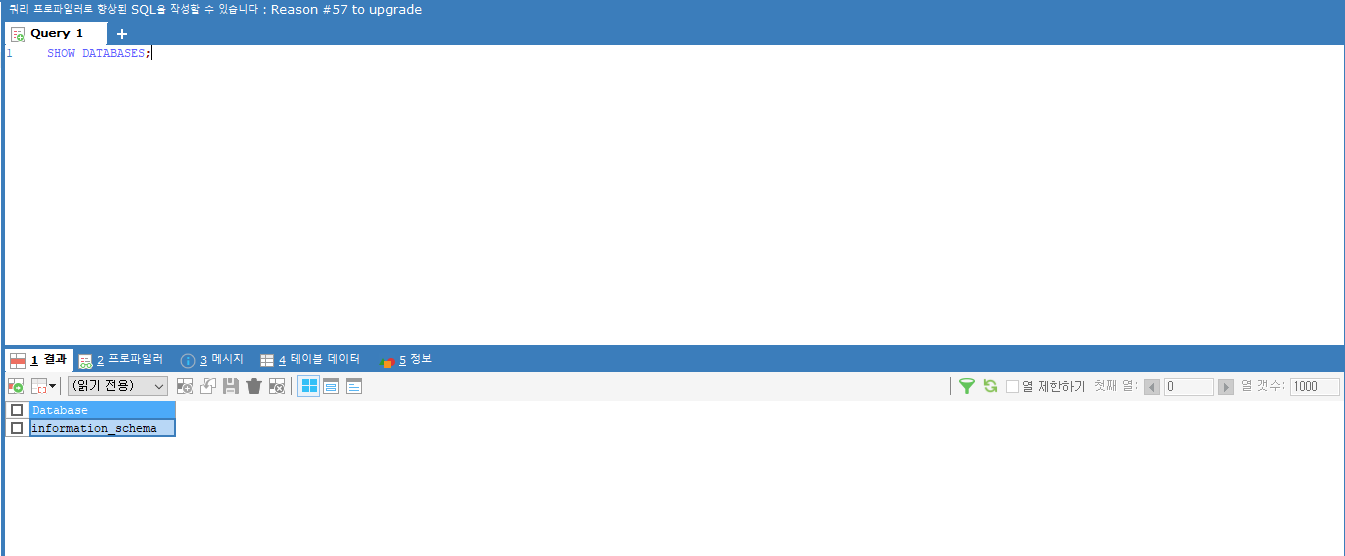 쿼리 프로파일러로 향상된 SQL을 작성할 수 있습니다 : Reason #57 to upgrade
Query 1 +
1 SHOW DATABASES;
1 결과 2 프로파일러 3 메시지 4 테이블 데이터 5 정보
(읽기 전용) 열 제한하기 첫째 열: 0 열 갯수: 1000
Database
information_schema